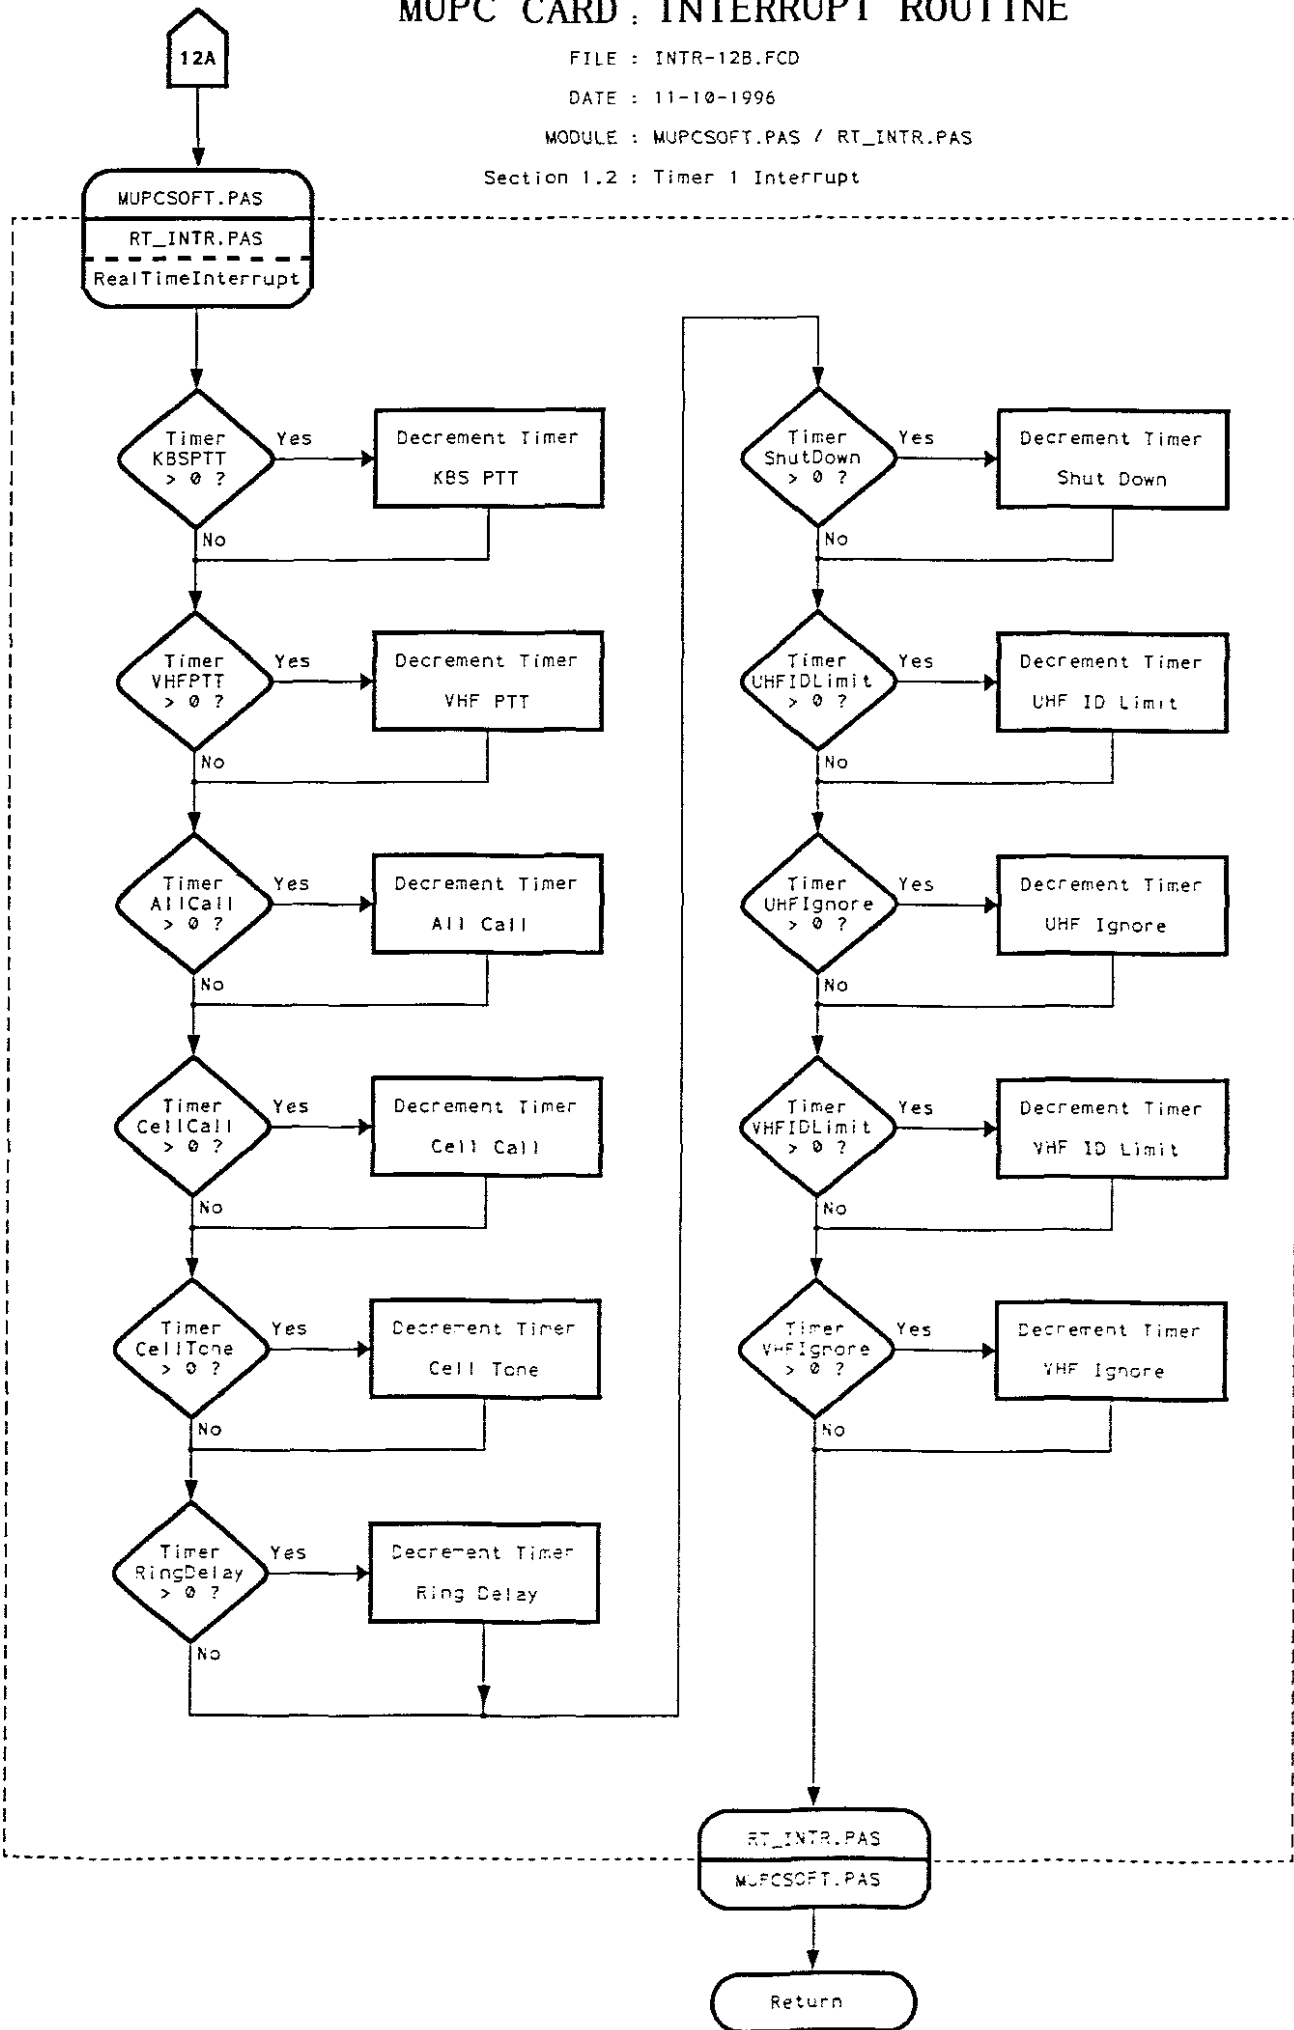 MUPC CARD : INTERRUPT ROUTINE
12A
FILE : INTR-12B.FCD
DATE : 11-10-1996
MODULE : MUPCSOFT.PAS / RT_INTR.PAS
Section 1.2 : Timer 1 Interrupt
MUPCSOFT.PAS
RT_INTR.PAS
RealTimeInterrupt
Timer
KBSPTT
> 0 ?
Yes
No
Decrement Timer
KBS PTT
Timer
VHFPTT
> 0 ?
Yes
No
Decrement Timer
VHF PTT
Timer
AllCall
> 0 ?
Yes
No
Decrement Timer
All Call
Timer
CellCall
> 0 ?
Yes
No
Decrement Timer
Cell Call
Timer
CellTone
> 0 ?
Yes
No
Decrement Timer
Cell Tone
Timer
RingDelay
> 0 ?
Yes
No
Decrement Timer
Ring Delay
Timer
ShutDown
> 0 ?
Yes
No
Decrement Timer
Shut Down
Timer
UHFIDLimit
> 0 ?
Yes
No
Decrement Timer
UHF ID Limit
Timer
UHFIgnore
> 0 ?
Yes
No
Decrement Timer
UHF Ignore
Timer
VHFIDLimit
> 0 ?
Yes
No
Decrement Timer
VHF ID Limit
Timer
VHFIgnore
> 0 ?
Yes
No
Decrement Timer
VHF Ignore
RT_INTR.PAS
MUPCSOFT.PAS
Return